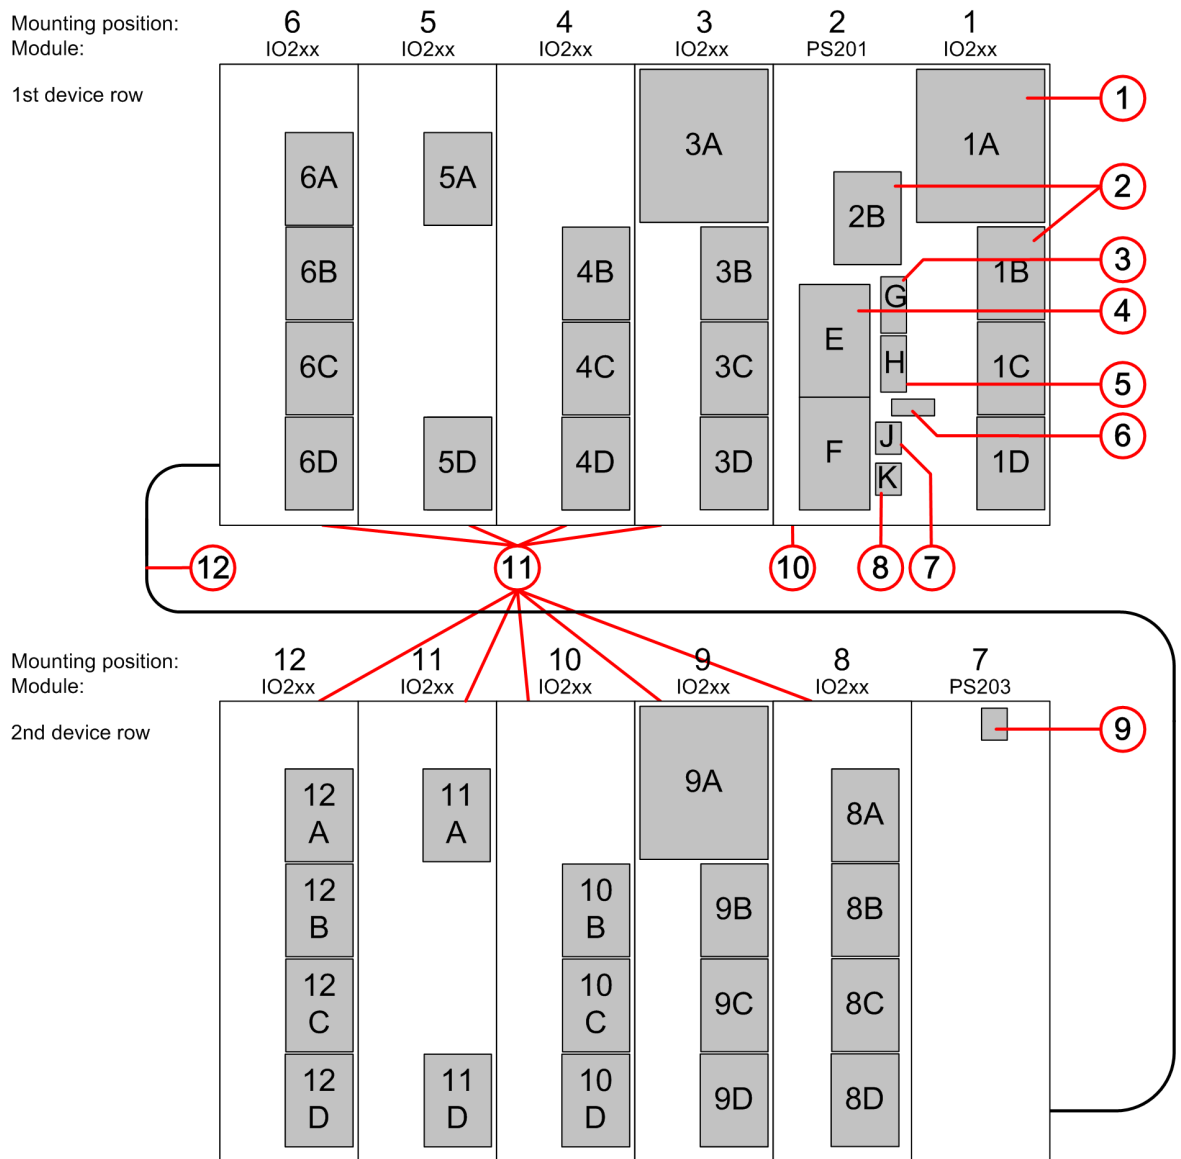 Mounting position: 6 5 4 3 2 1
Module: IO2xx IO2xx IO2xx IO2xx PS201 IO2xx
1st device row
1
3A 1A
6A 5A 2
2B
3
6B 4B 3B G 1B
4
E
6C 4C 3C H 1C
5
J 6
6D 5D 4D 3D F 1D
K
12 11 10 8 7
Mounting position: 12 11 10 9 8 7
Module: IO2xx IO2xx IO2xx IO2xx IO2xx PS203
2nd device row
9
9A
12 11
8A
A A
12 10
9B 8B
B B
12 10
9C 8C
C C
12 11 10
9D 8D
D D D